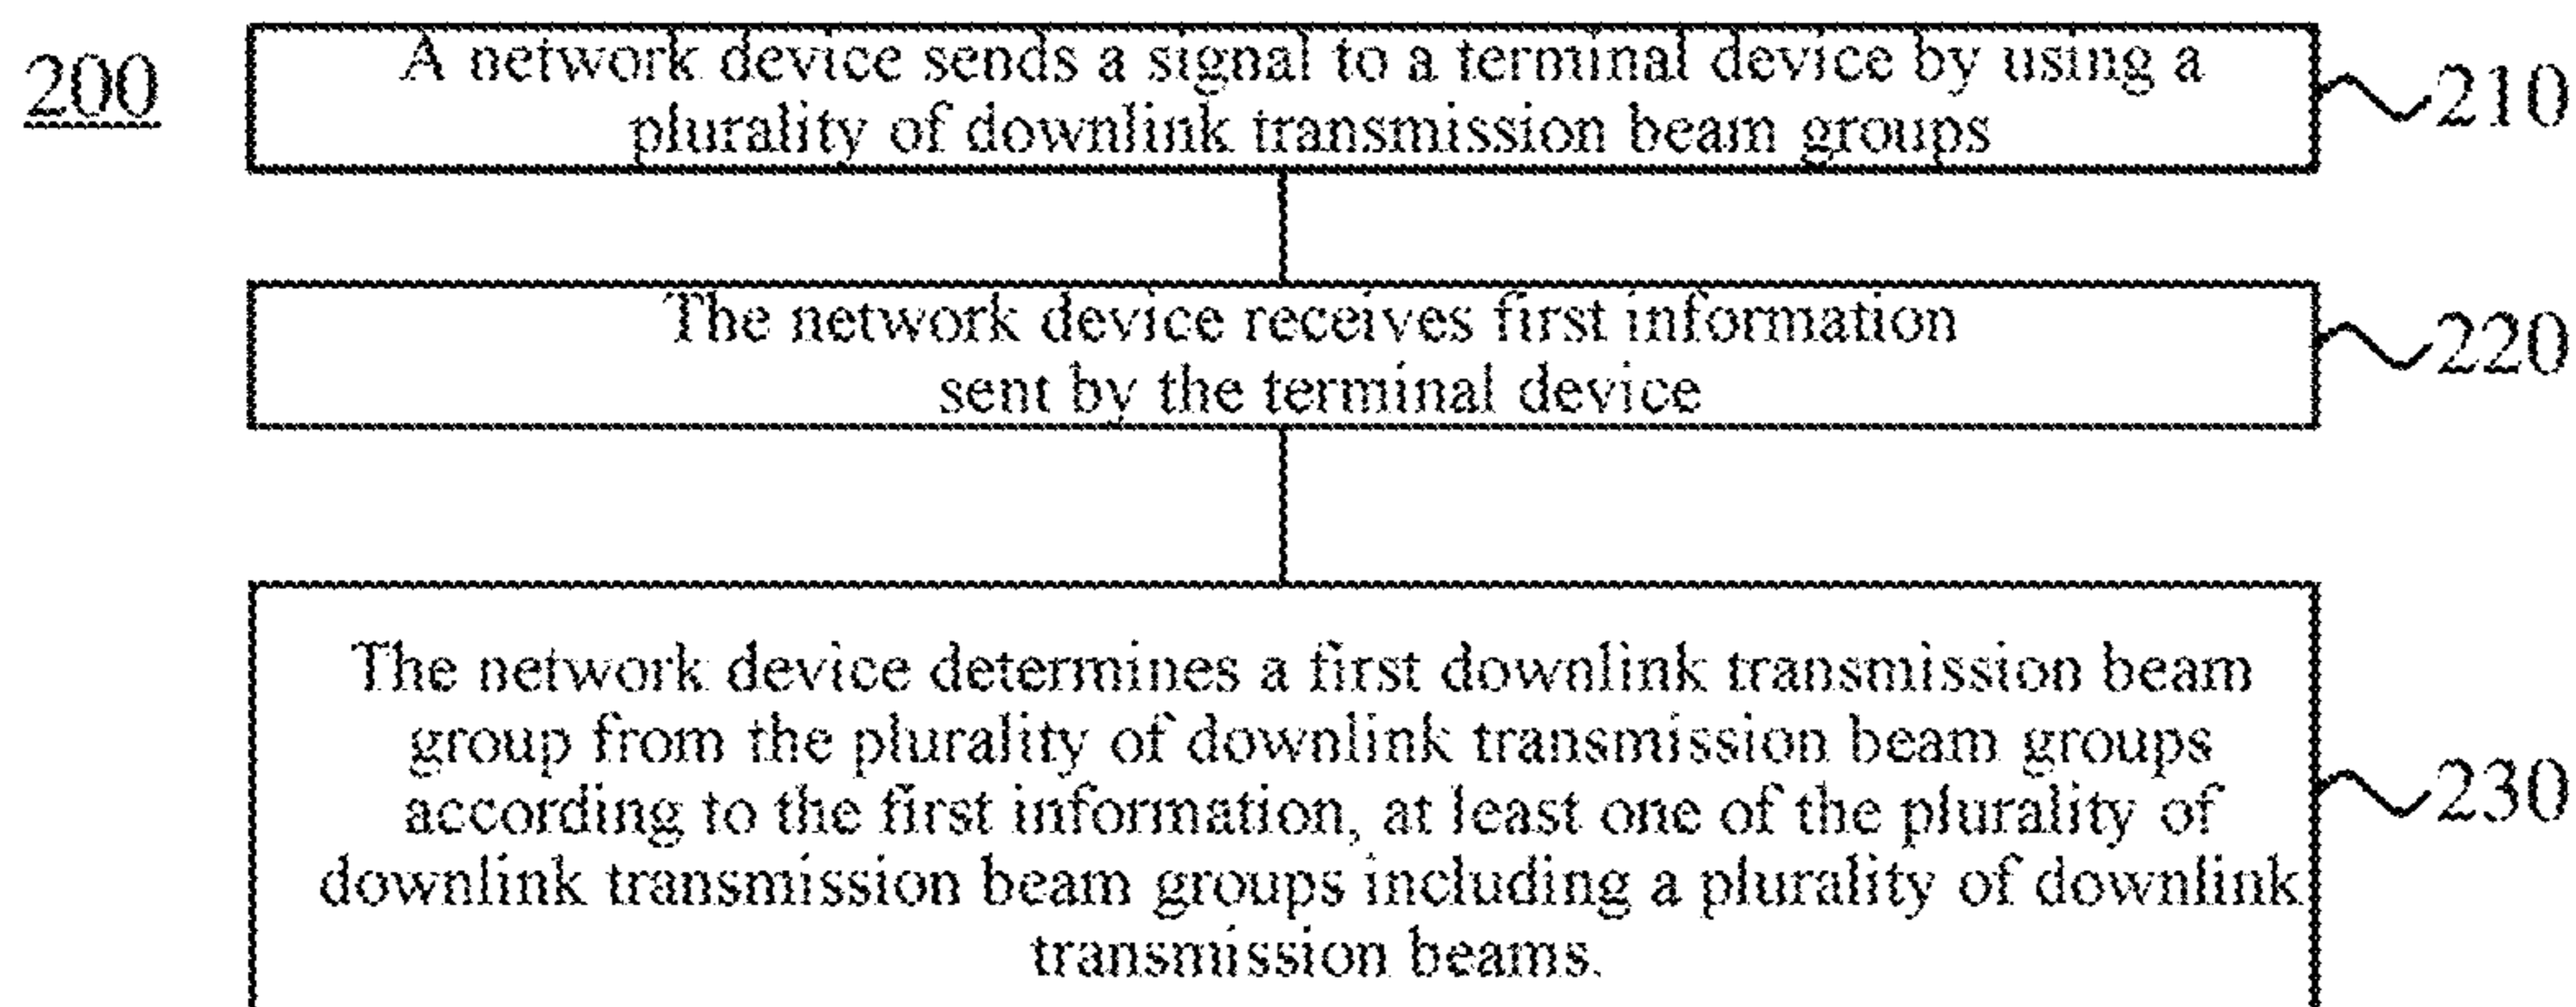 200
A network device sends a signal to a terminal device by using a
plurality of downlink transmission beam groups
210
The network device receives first information
sent by the terminal device
220
The network device determines a first downlink transmission beam
group from the plurality of downlink transmission beam groups
according to the first information, at least one of the plurality of
downlink transmission beam groups including a plurality of downlink
transmission beams.
230